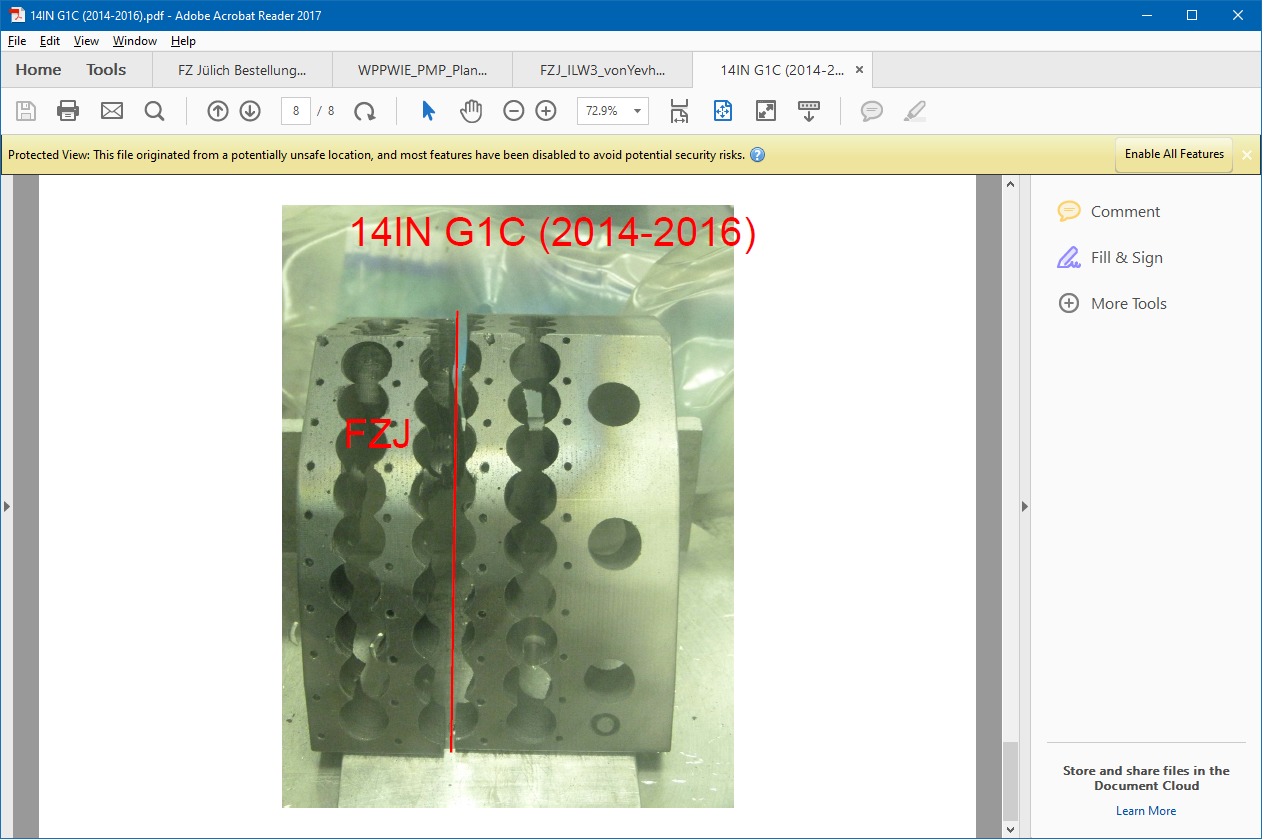 14IN G1C (2014-2016).pdf - Adobe Acrobat Reader 2017
File Edit View Window Help
Home Tools FZ Jülich Bestellung... WPPWIE_PMP_Plan... FZJ_ILW3_vonYevh... 14IN G1C (2014-2...
8 / 8 72.9%
Protected View: This file originated from a potentially unsafe location, and most features have been disabled to avoid potential security risks. Enable All Features
14IN G1C (2014-2016)
FZJ
Comment
Fill & Sign
More Tools
Store and share files in the
Document Cloud
Learn More